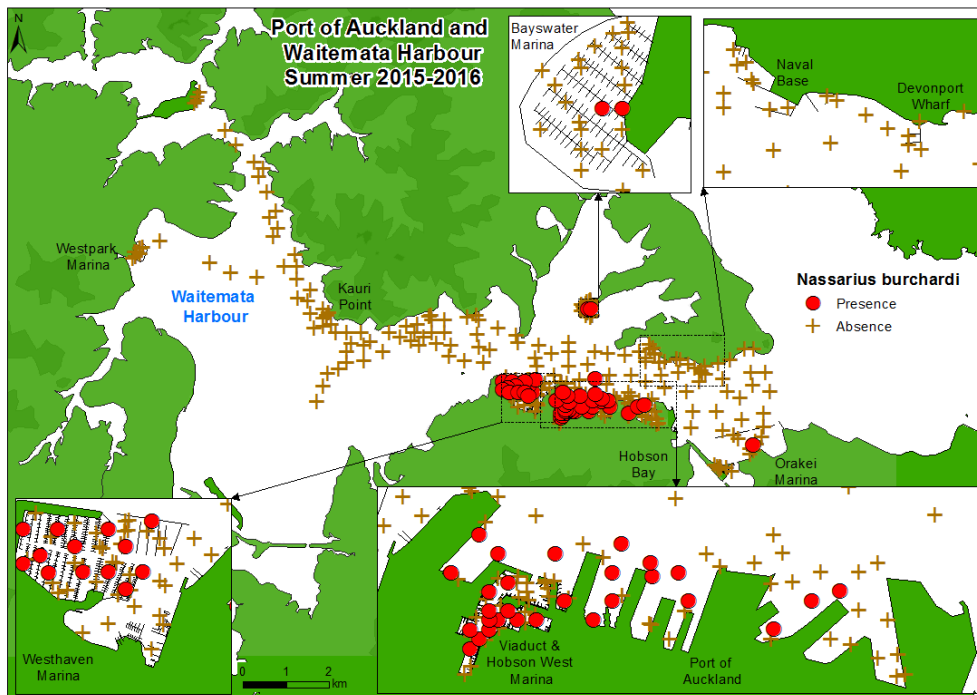 N
Port of Auckland and
Waitemata Harbour
Summer 2015-2016
Bayswater
Marina
Naval
Base
Devonport
Wharf
Westpark
Marina
Waitemata
Harbour
Kauri
Point
Nassarius burchardi
Presence
Absence
Hobson
Bay
Orakei
Marina
Westhaven
Marina
0 1 2
km
Viaduct &
Hobson West
Marina
Port of
Auckland